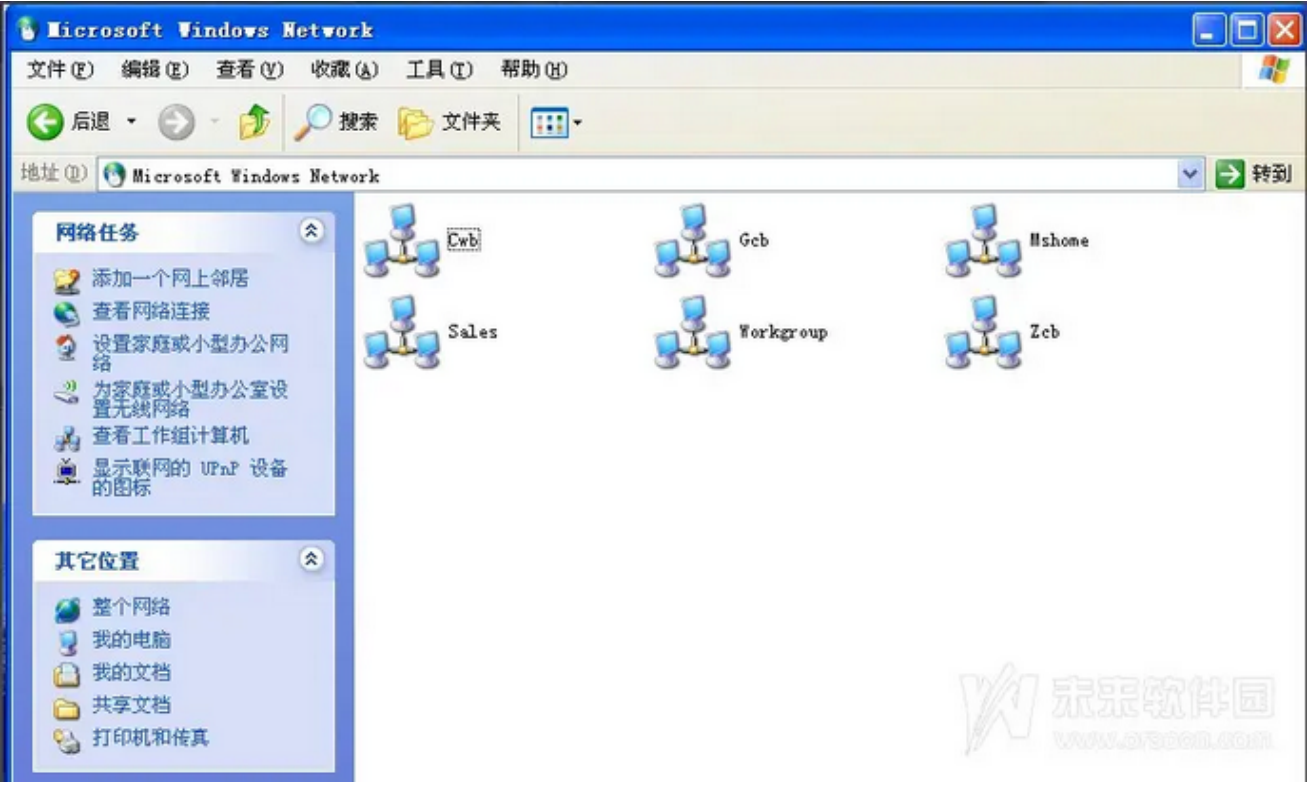 Microsoft Windows Network
文件(F) 编辑(E) 查看(V) 收藏(A) 工具(T) 帮助(H)
后退 搜索 文件夹
地址(D) Microsoft Windows Network 转到
网络任务
添加一个网上邻居
查看网络连接
设置家庭或小型办公网
络
为家庭或小型办公室设
置无线网络
查看工作组计算机
显示联网的 UPnP 设备
的图标
其它位置
整个网络
我的电脑
我的文档
共享文档
打印机和传真
Cwb Gcb Mshome
Sales Workgroup Zcb
未来软件园
www.orsoon.com